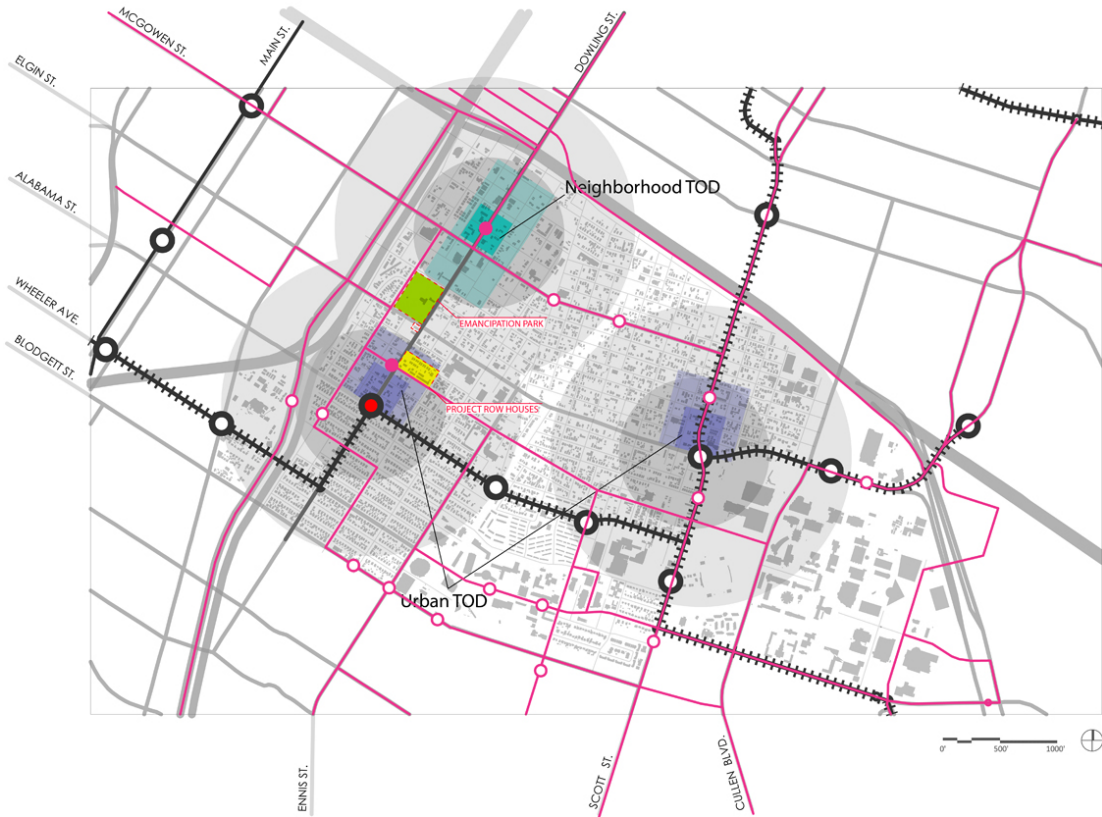 MCGOWEN ST.
MAIN ST.
DOWLING ST.
ELGIN ST.
ALABAMA ST.
WHEELER AVE.
BLODGETT ST.
Neighborhood TOD
EMANCIPATION PARK
PROJECT ROW HOUSES
Urban TOD
ENNIS ST.
SCOTT ST.
CULLEN BLVD.
0' 500' 1000'